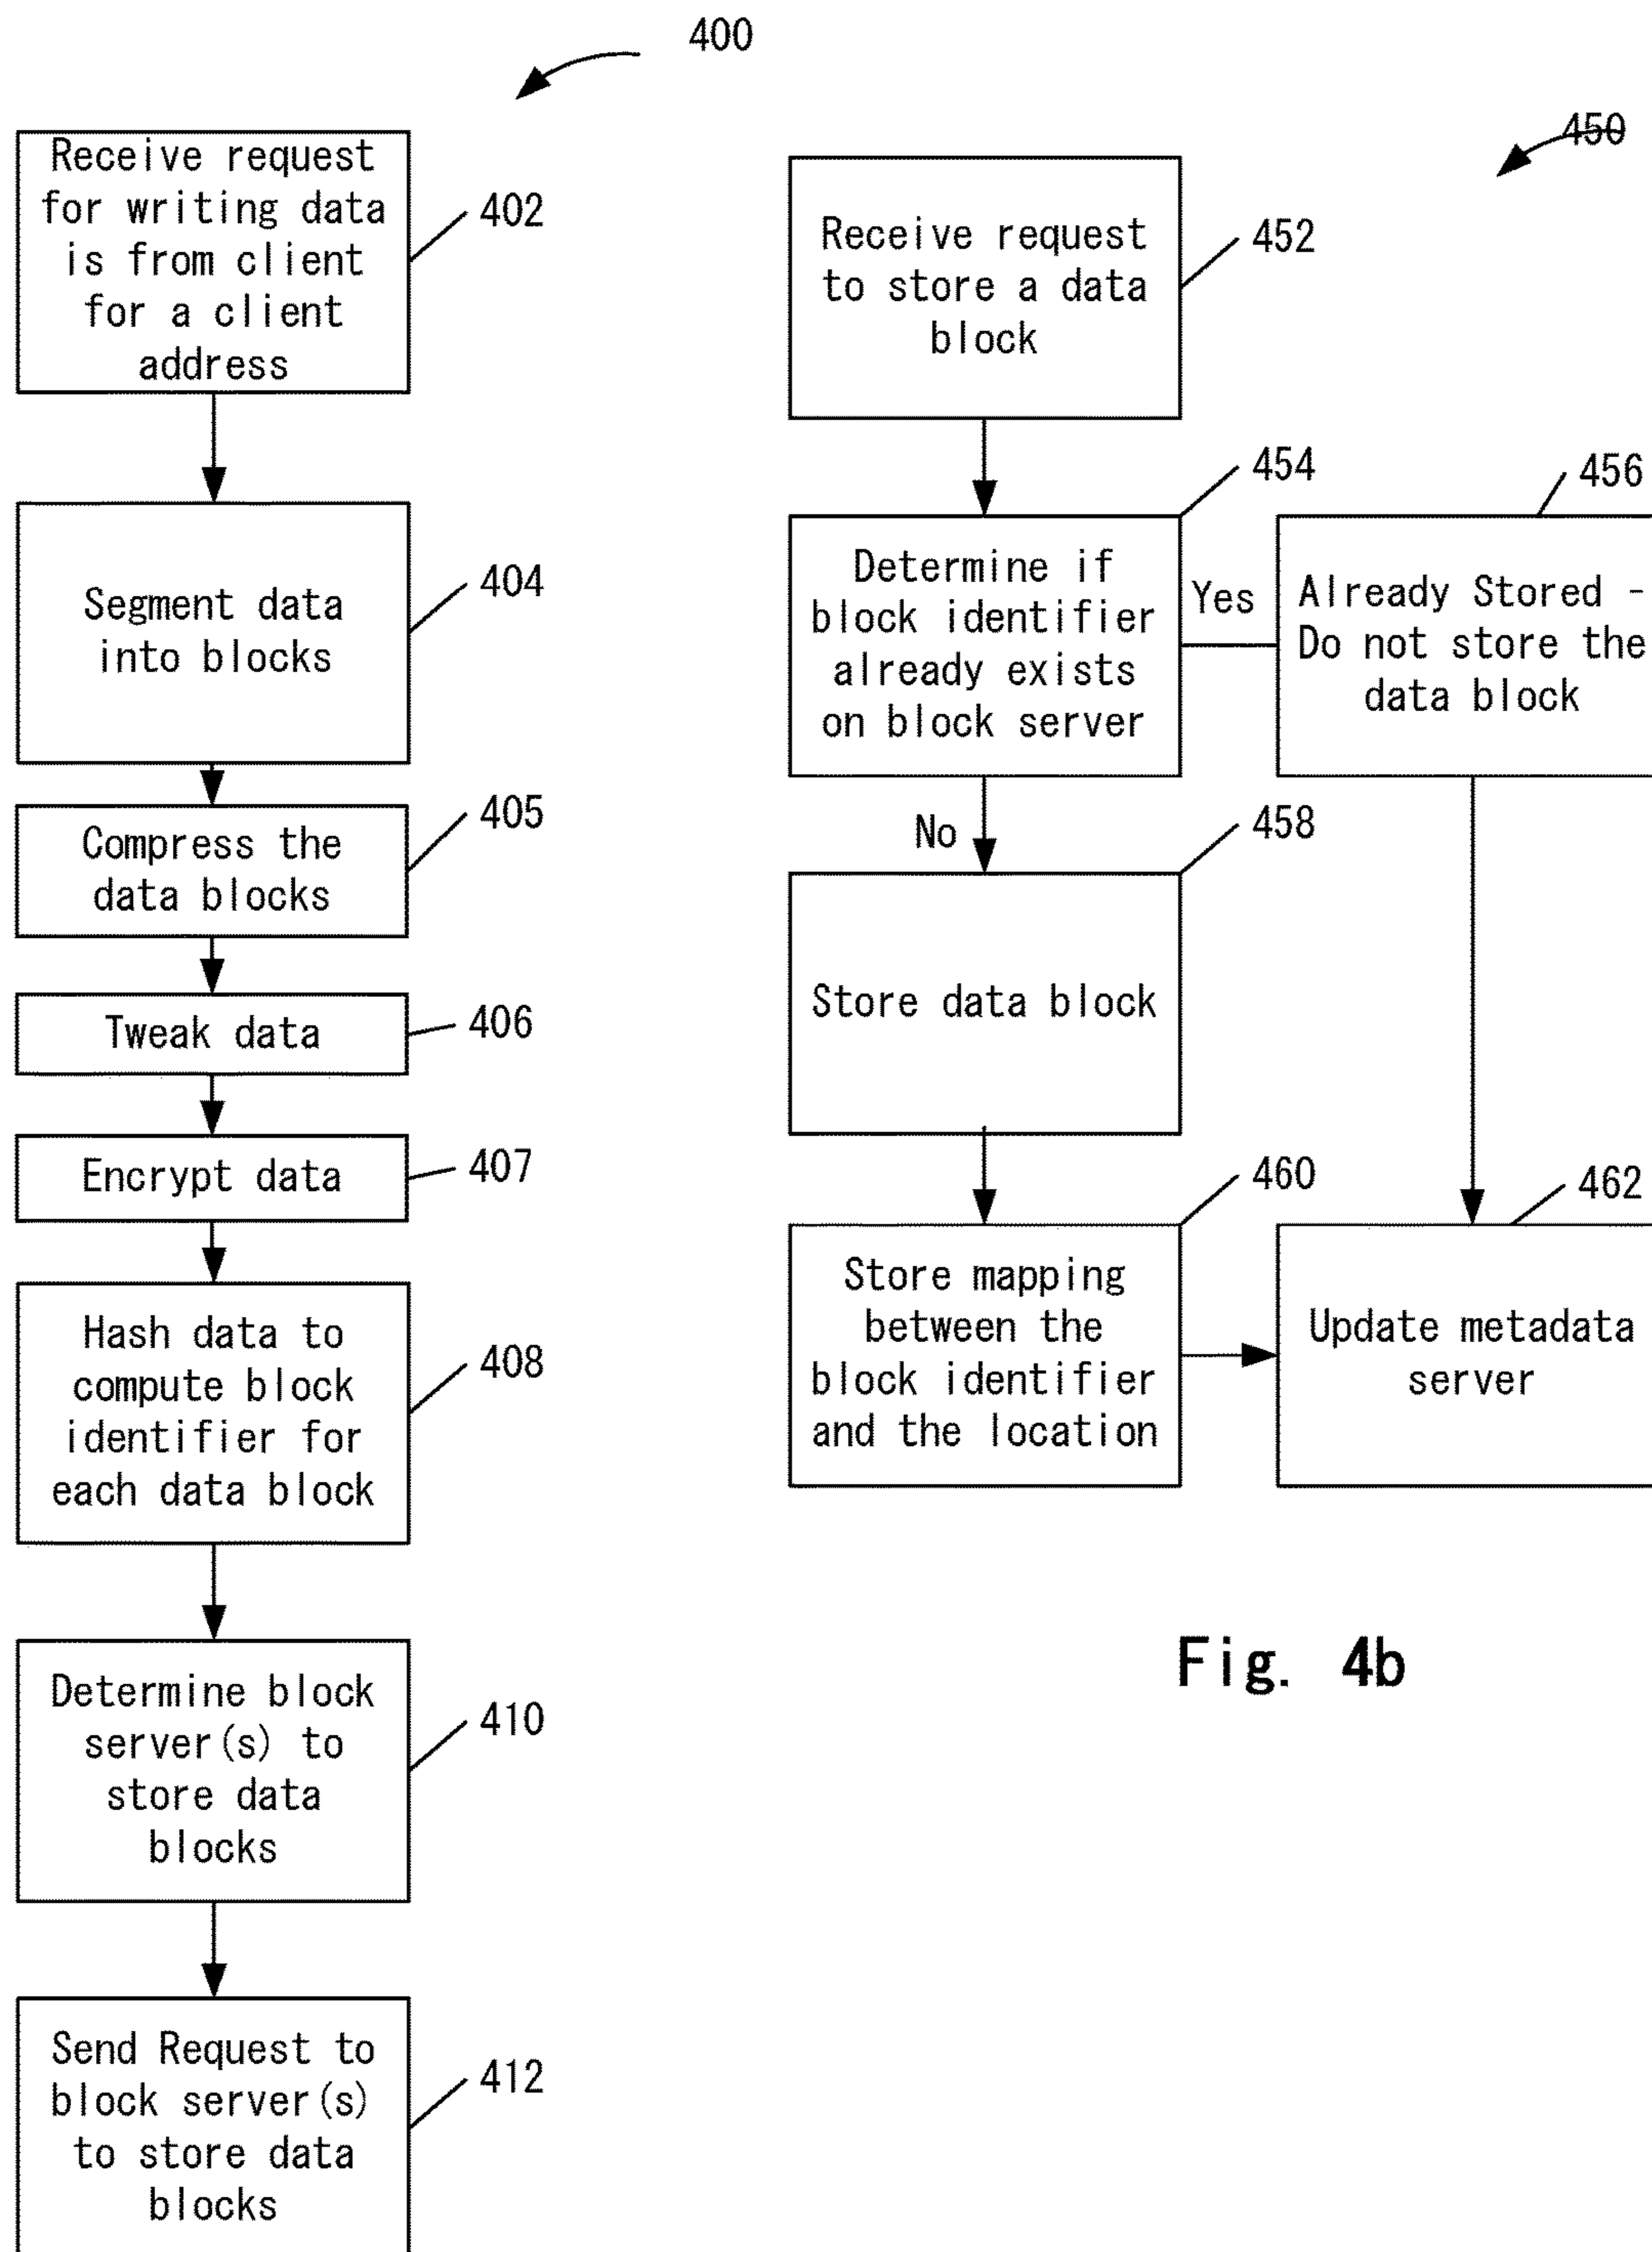 400
Receive request
for writing data
is from client
for a client
address
402
Segment data
into blocks
404
Compress the
data blocks
405
Tweak data
406
Encrypt data
407
Hash data to
compute block
identifier for
each data block
408
Determine block
server(s) to
store data
blocks
410
Send Request to
block server(s)
to store data
blocks
412
450
Receive request
to store a data
block
452
Determine if
block identifier
already exists
on block server
454
Yes
Already Stored -
Do not store the
data block
456
No
Store data block
458
Store mapping
between the
block identifier
and the location
460
Update metadata
server
462
Fig. 4b